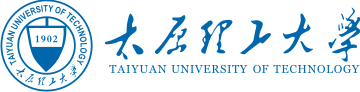 TAIYUAN UNIVERSITY OF TECHNOLOGY
1902
太原理工大学
太原理工大学
TAIYUAN UNIVERSITY OF TECHNOLOGY